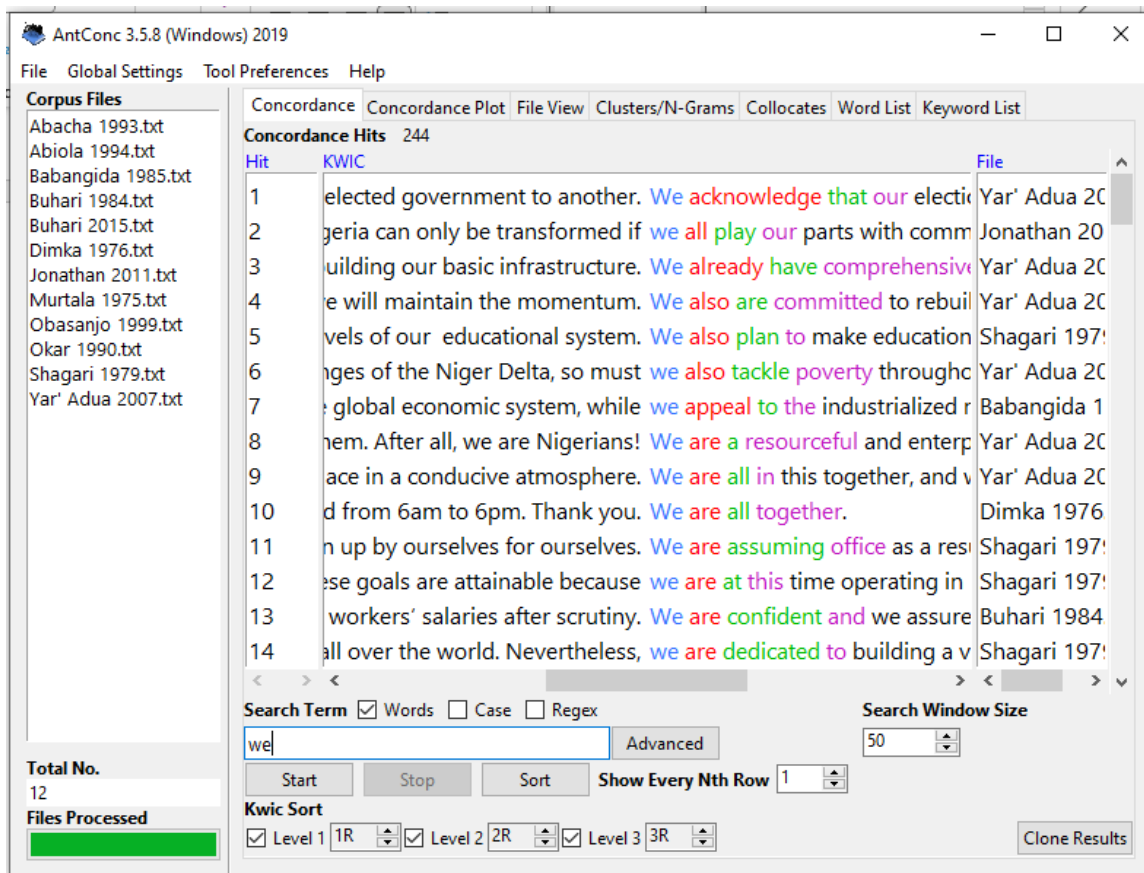 AntConc 3.5.8 (Windows) 2019
File Global Settings Tool Preferences Help
Corpus Files
Abacha 1993.txt
Abiola 1994.txt
Babangida 1985.txt
Buhari 1984.txt
Buhari 2015.txt
Dimka 1976.txt
Jonathan 2011.txt
Murtala 1975.txt
Obasanjo 1999.txt
Okar 1990.txt
Shagari 1979.txt
Yar' Adua 2007.txt
Total No.
12
Files Processed
Concordance Concordance Plot File View Clusters/N-Grams Collocates Word List Keyword List
Concordance Hits 244
Hit KWIC File
1 elected government to another. We acknowledge that our electi Yar' Adua 20
2 geria can only be transformed if we all play our parts with comm Jonathan 20
3 uilding our basic infrastructure. We already have comprehensive Yar' Adua 20
4 e will maintain the momentum. We also are committed to rebuil Yar' Adua 20
5 vels of our educational system. We also plan to make education Shagari 197
6 nges of the Niger Delta, so must we also tackle poverty througho Yar' Adua 20
7 global economic system, while we appeal to the industrialized Babangida 1
8 hem. After all, we are Nigerians! We are a resourceful and enterp Yar' Adua 20
9 ace in a conducive atmosphere. We are all in this together, and Yar' Adua 20
10 d from 6am to 6pm. Thank you. We are all together. Dimka 1976
11 n up by ourselves for ourselves. We are assuming office as a resu Shagari 197
12 ese goals are attainable because we are at this time operating in Shagari 197
13 workers‘ salaries after scrutiny. We are confident and we assure Buhari 1984
14 all over the world. Nevertheless, we are dedicated to building a v Shagari 197
Search Term Words Case Regex Search Window Size
we Advanced 50
Start Stop Sort Show Every Nth Row 1
Kwic Sort
Level 1 1R Level 2 2R Level 3 3R Clone Results